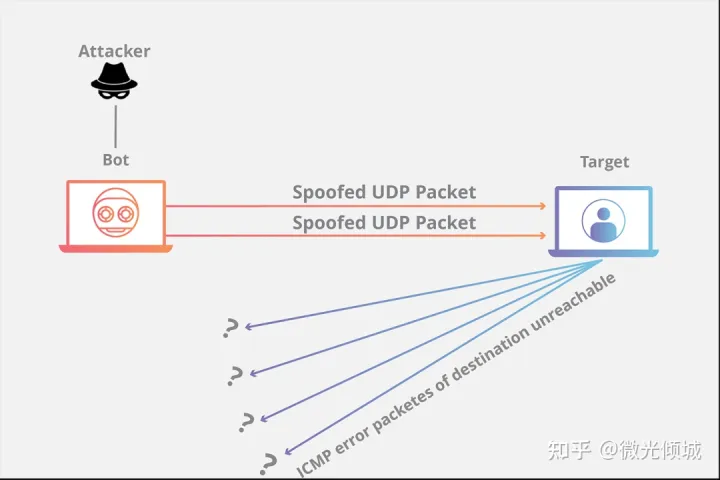 Attacker
Bot
Target
Spoofed UDP Packet
Spoofed UDP Packet
?
?
?
?
ICMP error packetes of destination unreachable
知乎 @微光倾城